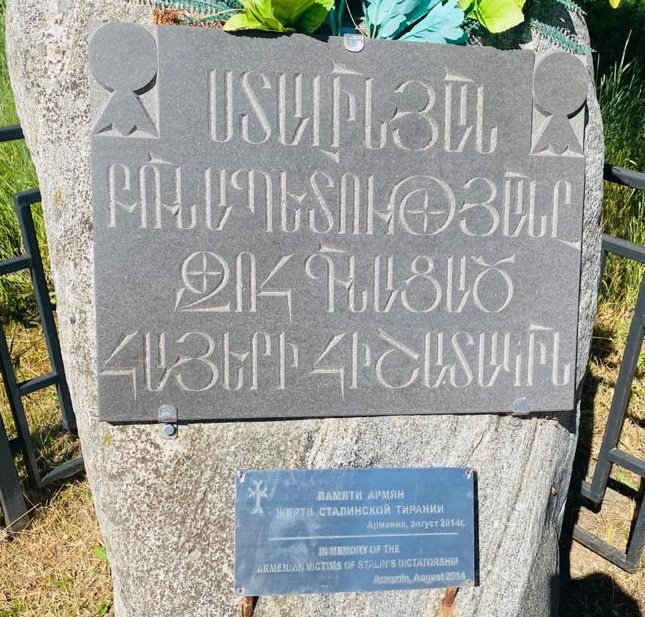 ՍՏԱԼԻՆՅԱՆ
ԲՌՆԱՊԵՏՈՒԹՅԱՆԸ
ԶՈՀ ԳՆԱՑԱԾ
ՀԱՅԵՐԻ ՀԻՇԱՏԱԿԻՆ
ПАМЯТИ АРМЯН
ЖЕРТВ СТАЛИНСКОЙ ТИРАНИИ
Армения, август 2014г.
IN MEMORY OF THE
ARMENIAN VICTIMS OF STALIN'S DICTATORSHIP
Armenia, August 2014